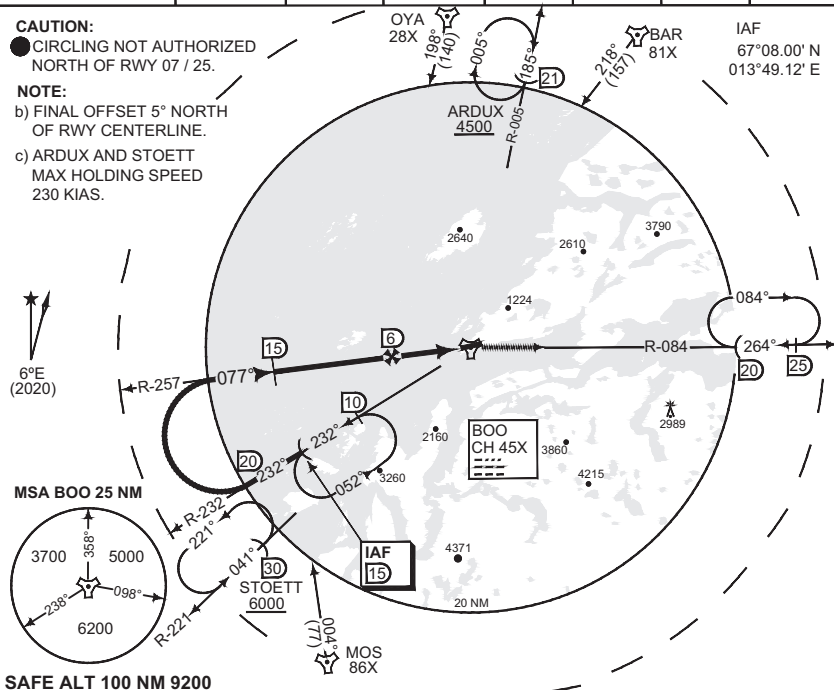 CAUTION:
CIRCLING NOT AUTHORIZED
NORTH OF RWY 07 / 25.
NOTE:
b) FINAL OFFSET 5° NORTH
OF RWY CENTERLINE.
c) ARDUX AND STOETT
MAX HOLDING SPEED
230 KIAS.
OYA
28X
198°
(140)
005°
185°
21
ARDUX
4500
R-005
BAR
81X
218°
(157)
IAF
67°08.00' N
013°49.12' E
2640
2610
3790
1224
6ºE
(2020)
R-257
077°
15
6
R-084
084°
264°
20
25
10
232°
052°
232°
20
R-232
2160
3260
BOO
CH 45X
3860
2989
4215
221°
041°
30
STOETT
6000
R-221
IAF
15
4371
20 NM
004°
(77)
MOS
86X
MSA BOO 25 NM
3700
358°
5000
238°
098°
6200
SAFE ALT 100 NM 9200